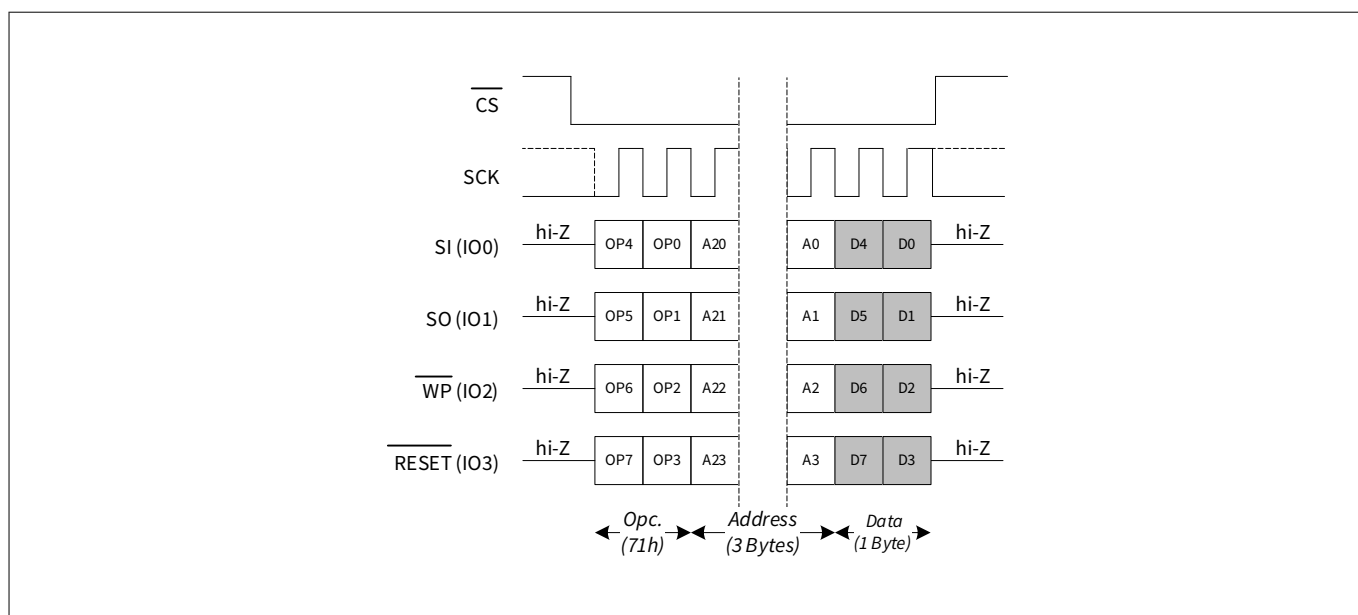 CS
SCK
SI (IO0) hi-Z OP4 OP0 A20 A0 D4 D0 hi-Z
SO (IO1) hi-Z OP5 OP1 A21 A1 D5 D1 hi-Z
WP (IO2) hi-Z OP6 OP2 A22 A2 D6 D2 hi-Z
RESET (IO3) hi-Z OP7 OP3 A23 A3 D7 D3 hi-Z
Opc. Address Data
(71h) (3 Bytes) (1 Byte)